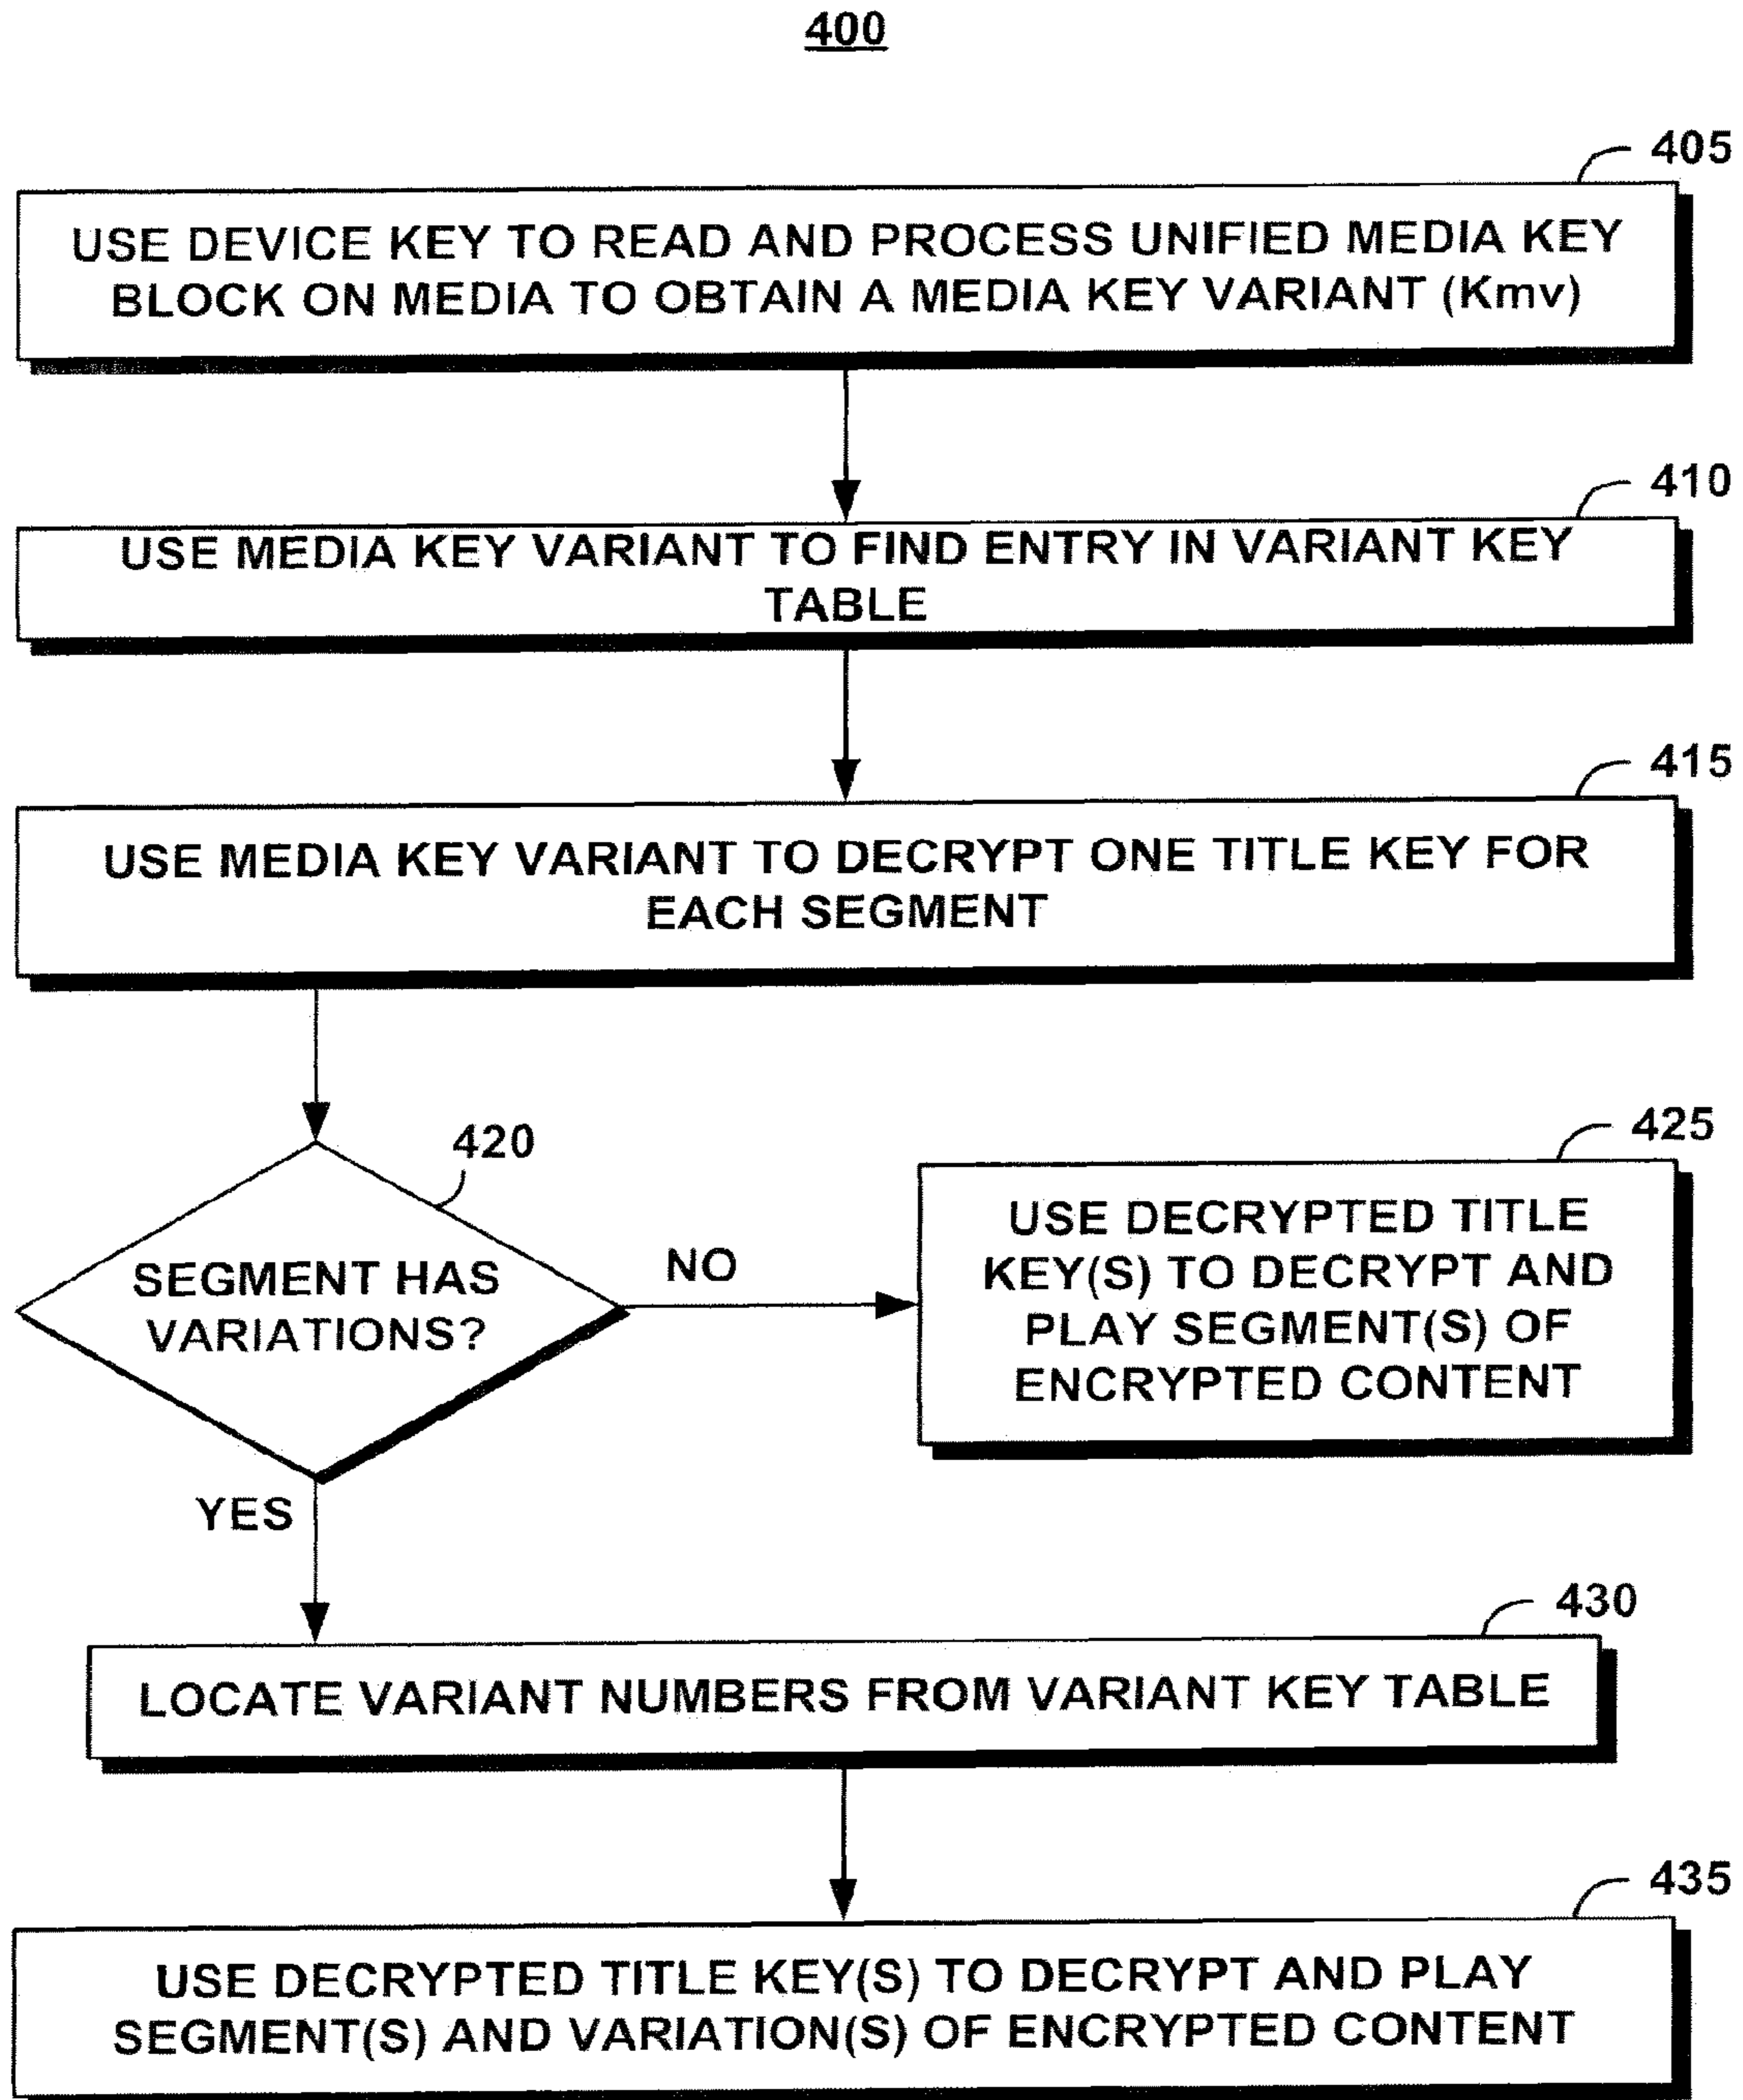 400
405
USE DEVICE KEY TO READ AND PROCESS UNIFIED MEDIA KEY
BLOCK ON MEDIA TO OBTAIN A MEDIA KEY VARIANT (Kmv)
410
USE MEDIA KEY VARIANT TO FIND ENTRY IN VARIANT KEY
TABLE
415
USE MEDIA KEY VARIANT TO DECRYPT ONE TITLE KEY FOR
EACH SEGMENT
420
SEGMENT HAS
VARIATIONS?
NO
425
USE DECRYPTED TITLE
KEY(S) TO DECRYPT AND
PLAY SEGMENT(S) OF
ENCRYPTED CONTENT
YES
430
LOCATE VARIANT NUMBERS FROM VARIANT KEY TABLE
435
USE DECRYPTED TITLE KEY(S) TO DECRYPT AND PLAY
SEGMENT(S) AND VARIATION(S) OF ENCRYPTED CONTENT